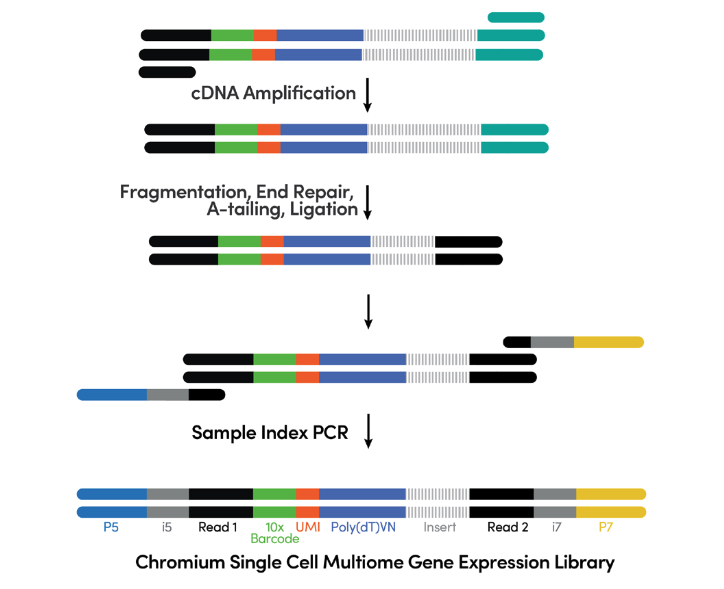 cDNA Amplification
Fragmentation, End Repair,
A-tailing, Ligation
Sample Index PCR
P5 i5 Read 1 10x UMI Poly(dT)VN Insert Read 2 i7 P7
Barcode
Chromium Single Cell Multiome Gene Expression Library